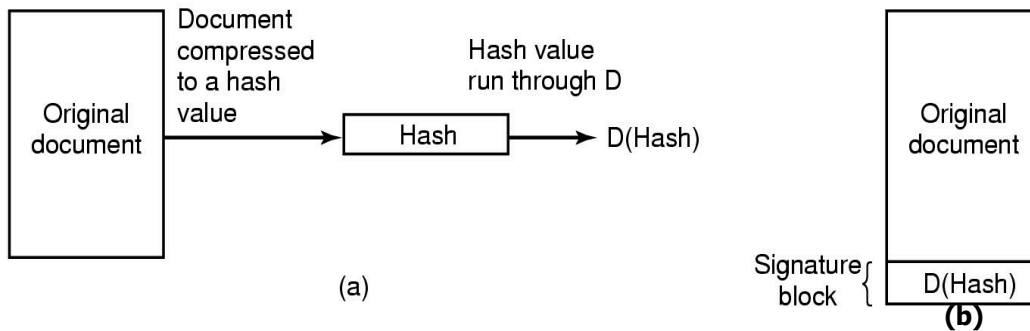 Original
document
Document
compressed
to a hash
value
Hash
Hash value
run through D
D(Hash)
(a)
Original
document
Signature
block
D(Hash)
(b)